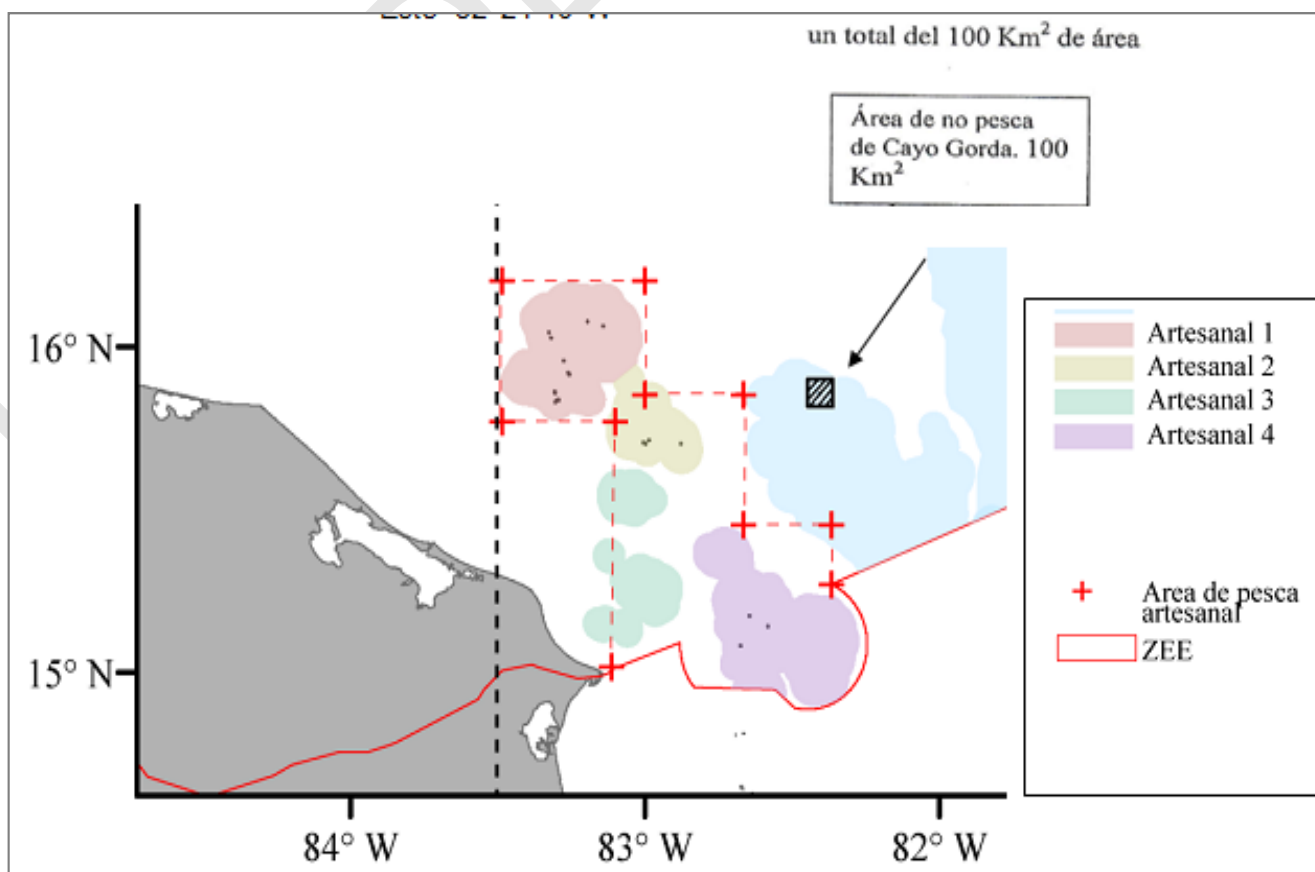 un total del 100 Km² de área
Área de no pesca
de Cayo Gorda. 100
Km²
16° N
15° N
84° W
83° W
82° W
Artesanal 1
Artesanal 2
Artesanal 3
Artesanal 4
Area de pesca
artesanal
ZEE